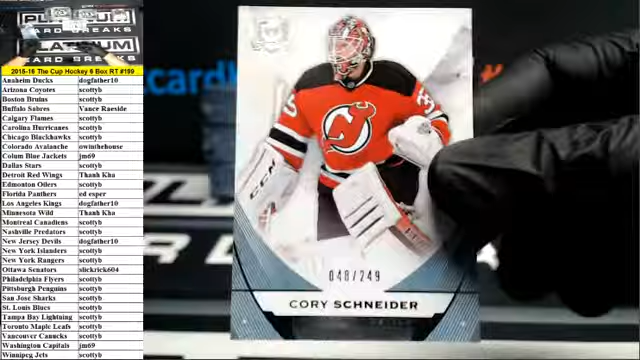 PLATINUM
CARD BREAKS
2015-16 The Cup Hockey 6 Box RT #199
Anaheim Ducks dogfather10
Arizona Coyotes scottyb
Boston Bruins scottyb
Buffalo Sabres Vance Raeside
Calgary Flames scottyb
Carolina Hurricanes scottyb
Chicago Blackhawks scottyb
Colorado Avalanche owinthehouse
Colum Blue Jackets jm69
Dallas Stars scottyb
Detroit Red Wings Thanh Kha
Edmonton Oilers scottyb
Florida Panthers ed esper
Los Angeles Kings dogfather10
Minnesota Wild Thanh Kha
Montreal Canadiens scottyb
Nashville Predators scottyb
New Jersey Devils dogfather10
New York Islanders scottyb
New York Rangers scottyb
Ottawa Senators slickrick604
Philadelphia Flyers scottyb
Pittsburgh Penguins scottyb
San Jose Sharks scottyb
St. Louis Blues scottyb
Tampa Bay Lightning scottyb
Toronto Maple Leafs scottyb
Vancouver Canucks scottyb
Washington Capitals jm69
Winnipeg Jets scottyb
35
CCM
048/249
CORY SCHNEIDER